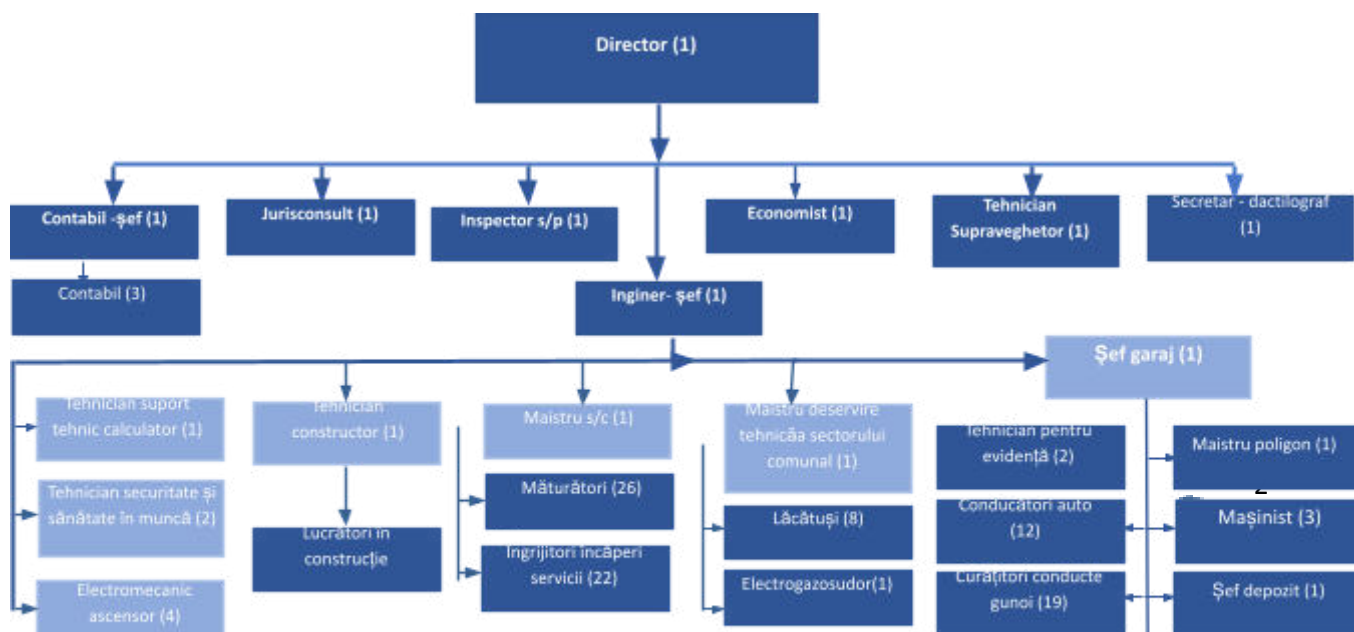 Director (1)
Contabil -șef (1)
Jurisconsult (1)
Inspector s/p (1)
Economist (1)
Tehnician
Supraveghetor (1)
Secretar - dactilograf
(1)
Contabil (3)
Inginer- șef (1)
Șef garaj (1)
Tehnician suport
tehnic calculator (1)
Tehnician
constructor (1)
Maistru s/c (1)
Maistru deservire
tehnicăa sectorului
comunal (1)
Tehnician pentru
evidență (2)
Maistru poligon (1)
Tehnician securitate și
sănătate în muncă (2)
Lucrători în
construcție
Măturători (26)
Lăcătuși (8)
Conducători auto
(12)
2
Mașinist (3)
Electromecanic
ascensor (4)
Ingrijitori încăperi
servicii (22)
Electrogazosudor(1)
Curățitori conducte
gunoi (19)
Șef depozit (1)